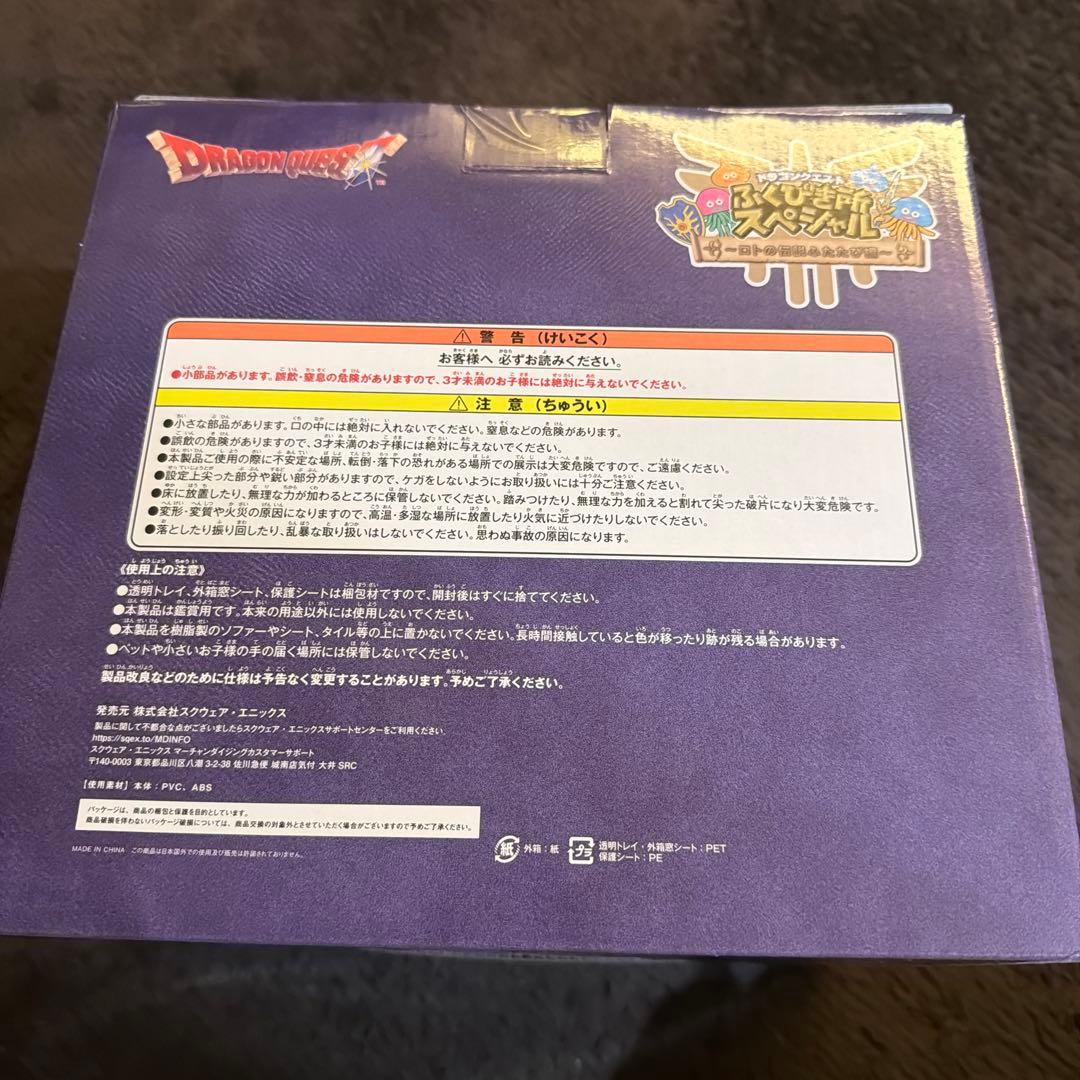 DRAGON QUEST
TM
ドラゴンクエスト
ふくびき所
スペシャル
〜ロトの伝説ふたたび編〜
⚠ 警告（けいこく）
お客様へ 必ずお読みください。
●小部品があります。誤飲・窒息の危険がありますので、3才未満のお子様には絶対に与えないでください。
⚠ 注意（ちゅうい）
●小さな部品があります。口の中には絶対に入れないでください。窒息などの危険があります。
●誤飲の危険がありますので、3才未満のお子様には絶対に与えないでください。
●本製品ご使用の際に不安定な場所、転倒・落下の恐れがある場所での展示は大変危険ですので、ご遠慮ください。
●設定上尖った部分や鋭い部分がありますので、ケガをしないようにお取り扱いには十分ご注意ください。
●床に放置したり、無理な力が加わるところに保管しないでください。踏みつけたり、無理な力を加えると割れて尖った破片になり大変危険です。
●変形・変質や火災の原因になりますので、高温・多湿な場所に放置したり火気に近づけたりしないでください。
●落としたり振り回したり、乱暴な取り扱いはしないでください。思わぬ事故の原因になります。
《使用上の注意》
●透明トレイ、外箱窓シート、保護シートは梱包材ですので、開封後はすぐに捨ててください。
●本製品は鑑賞用です。本来の用途以外には使用しないでください。
●本製品を樹脂製のソファーやシート、タイル等の上に置かないでください。長時間接触していると色が移ったり跡が残る場合があります。
●ペットや小さいお子様の手の届く場所には保管しないでください。
製品改良などのために仕様は予告なく変更することがあります。予めご了承ください。
発売元 株式会社スクウェア・エニックス
製品に関して不都合な点がございましたらスクウェア・エニックスサポートセンターをご利用ください。
https://sqex.to/MDINFO
スクウェア・エニックス マーチャンダイジングカスタマーサポート
〒140-0003 東京都品川区八潮 3-2-38 佐川急便 城南店気付 大井 SRC
【使用素材】本体：PVC、ABS
パッケージは、商品の梱包と保護を目的としています。
商品破損を伴わないパッケージ破損については、商品交換の対象外とさせていただく場合がございますので予めご了承ください。
MADE IN CHINA この商品は日本国外での使用及び販売は許諾されておりません。
紙 外箱：紙
プラ 透明トレイ・外箱窓シート：PET
保護シート：PE